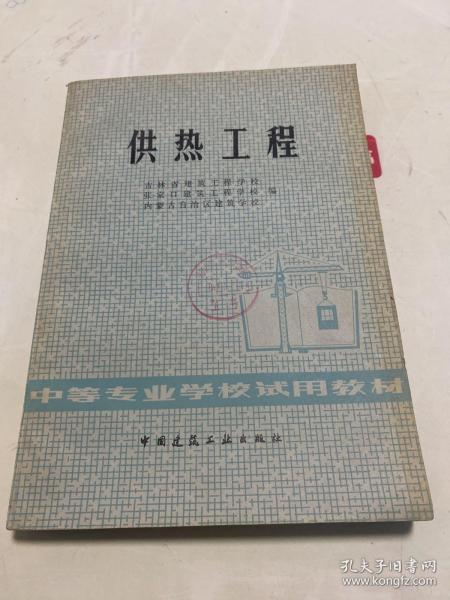 供热工程
吉林省建筑工程学校
张家口建筑工程学校 编
内蒙古自治区建筑学校
中等专业学校试用教材
中国建筑工业出版社
孔夫子旧书网
www.kongfz.com